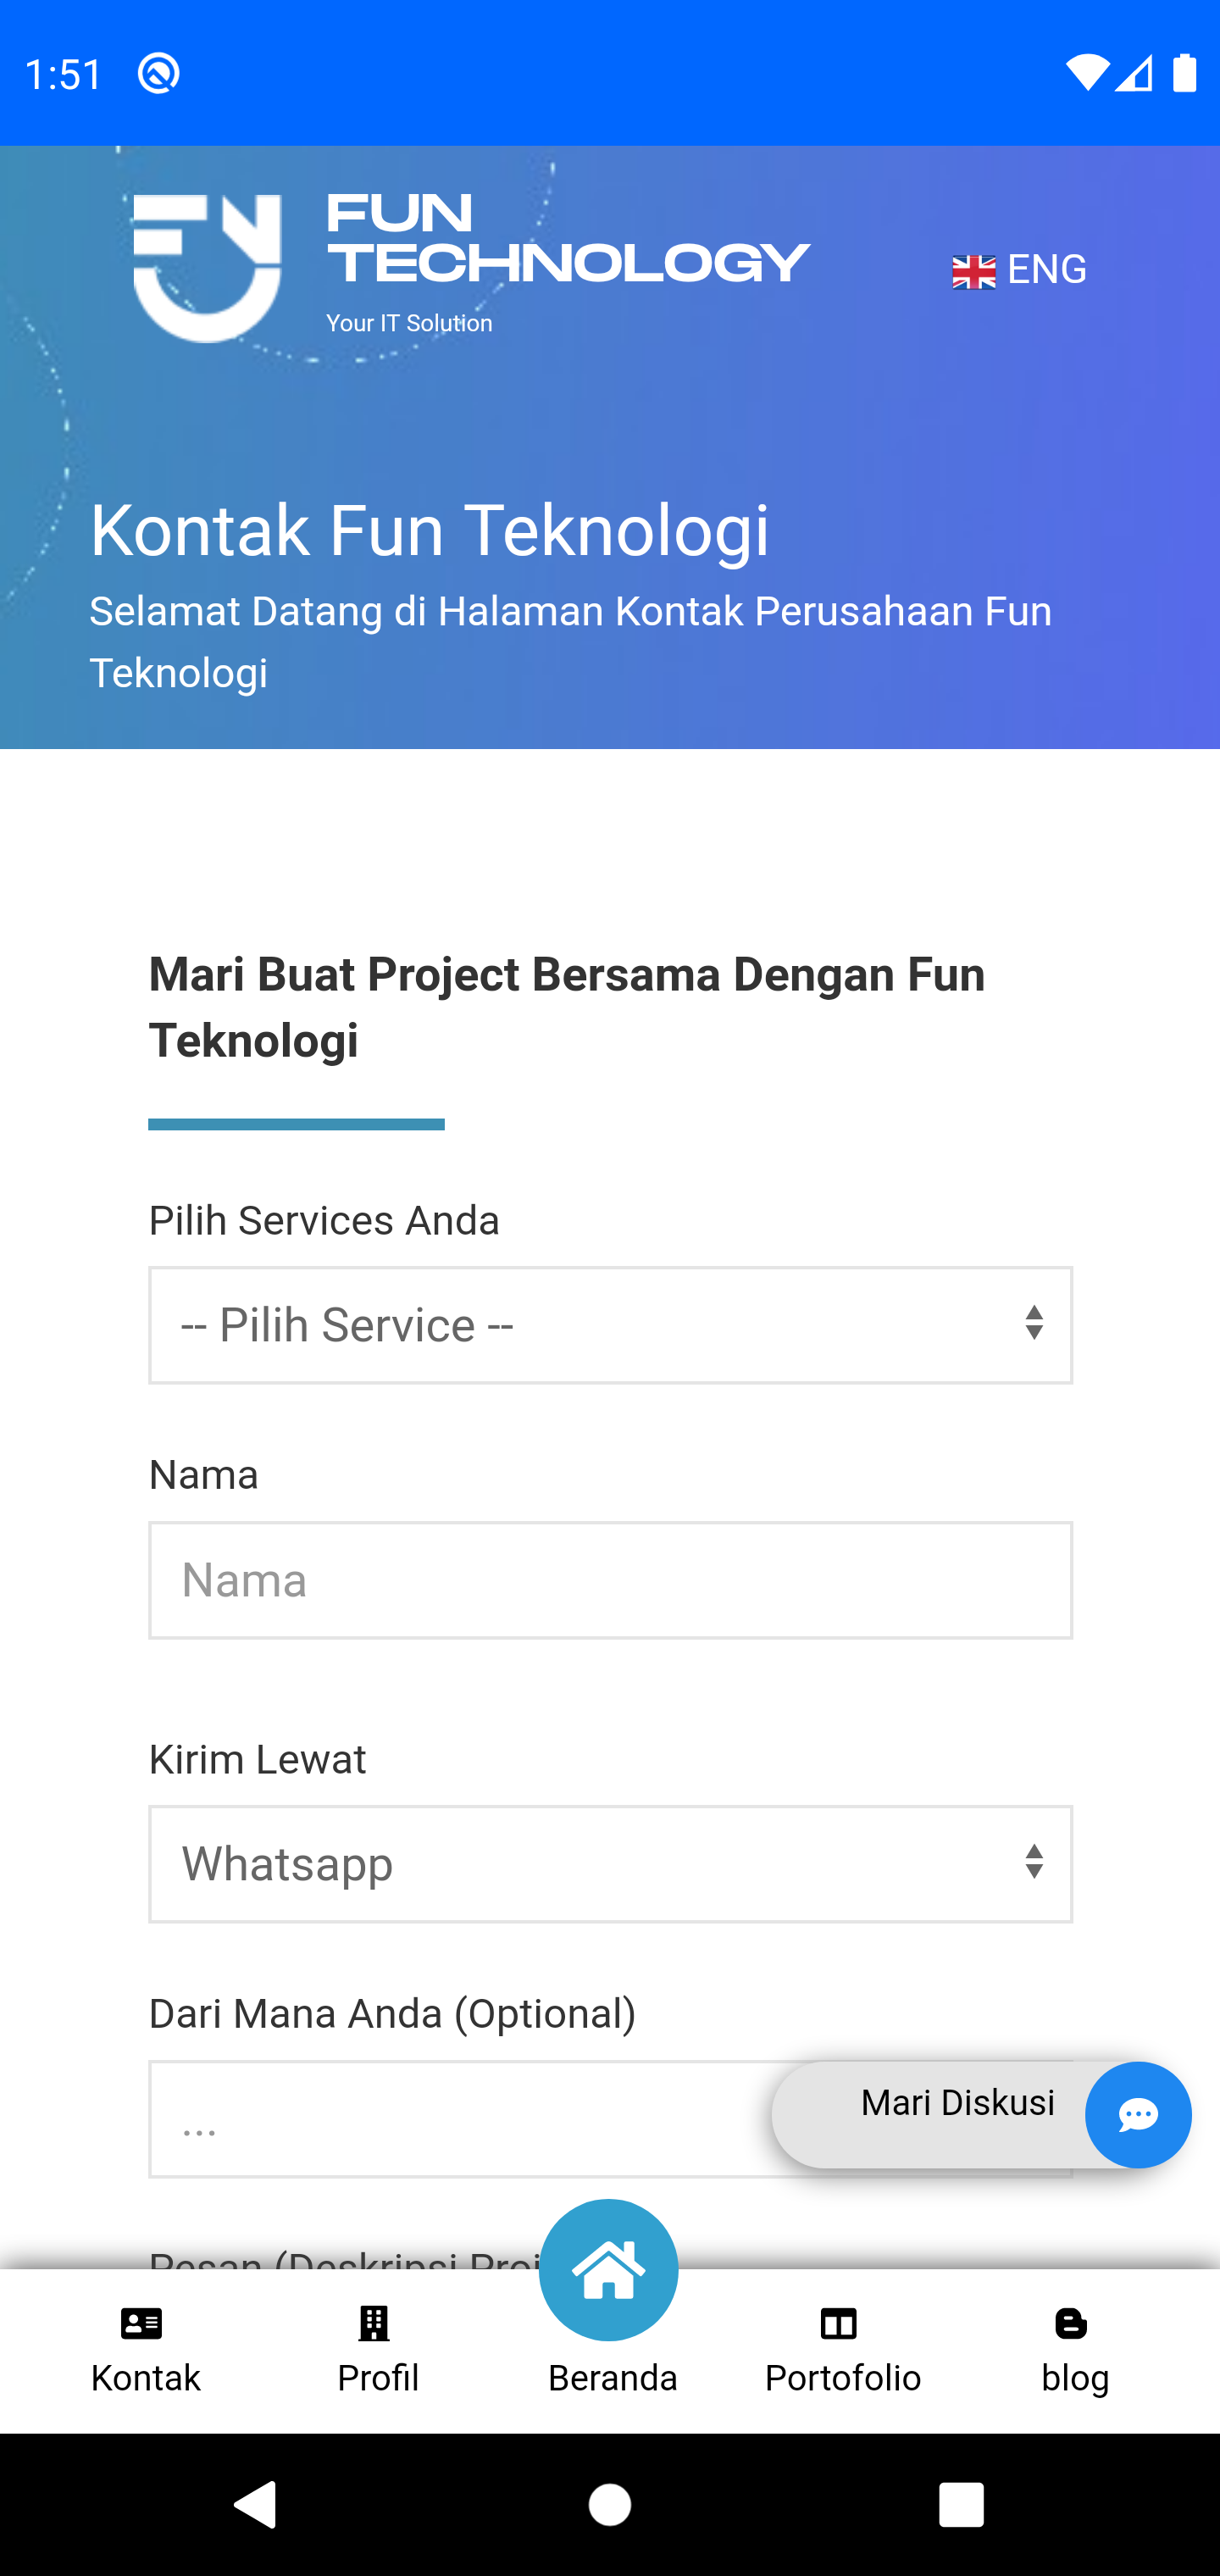 1:51
FUN
TECHNOLOGY
Your IT Solution
ENG
Kontak Fun Teknologi
Selamat Datang di Halaman Kontak Perusahaan Fun
Teknologi
Mari Buat Project Bersama Dengan Fun
Teknologi
Pilih Services Anda
-- Pilih Service --
Nama
Nama
Kirim Lewat
Whatsapp
Dari Mana Anda (Optional)
...
Mari Diskusi
Pesan (Deskripsi
Kontak
Profil
Beranda
Portofolio
blog